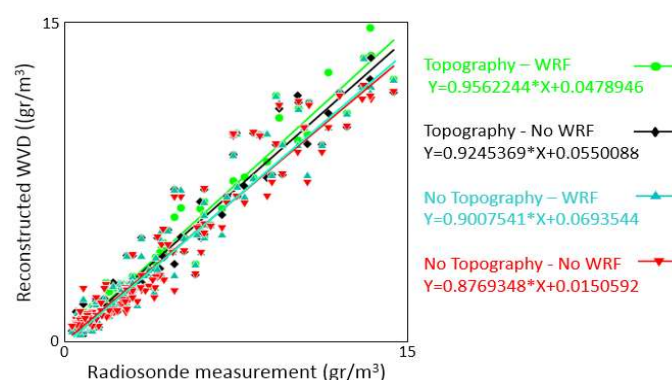 15
Reconstructed WVD ((gr/m³)
0
0
15
Radiosonde measurement (gr/m³)
Topography – WRF
Y=0.9562244*X+0.0478946
Topography - No WRF
Y=0.9245369*X+0.0550088
No Topography – WRF
Y=0.9007541*X+0.0693544
No Topography - No WRF
Y=0.8769348*X+0.0150592